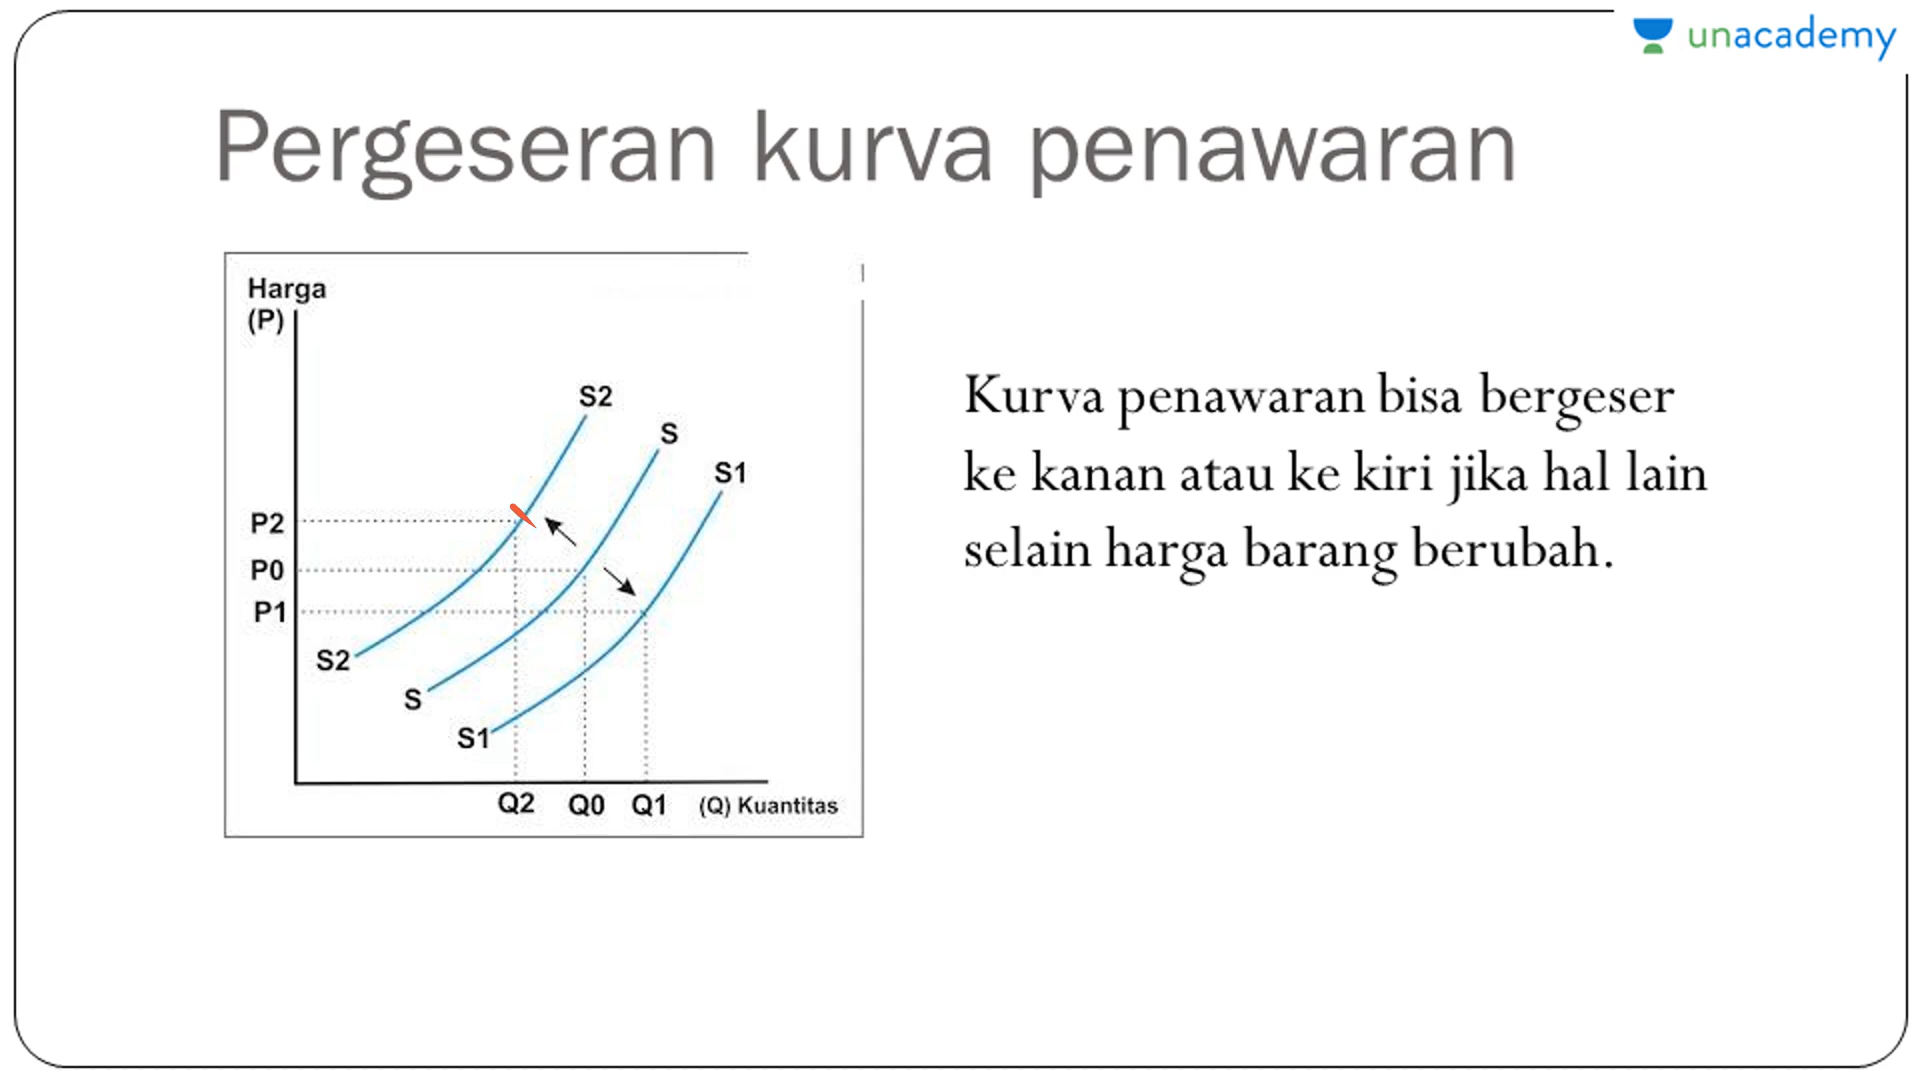 unacademy
Pergeseran kurva penawaran
Harga
(P)
S2
S
S1
P2
P0
P1
S2
S
S1
Q2 Q0 Q1 (Q) Kuantitas
Kurva penawaran bisa bergeser
ke kanan atau ke kiri jika hal lain
selain harga barang berubah.